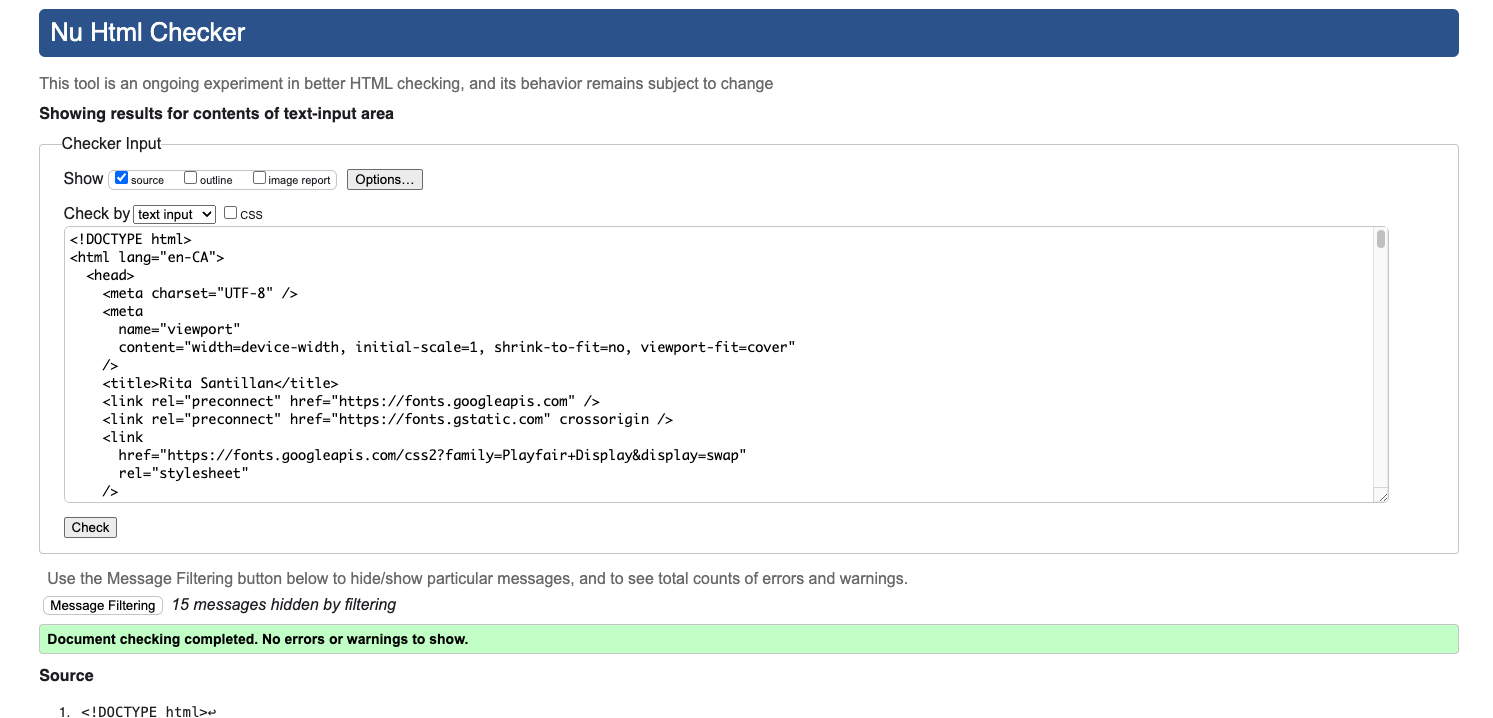 Nu Html Checker
This tool is an ongoing experiment in better HTML checking, and its behavior remains subject to change
Showing results for contents of text-input area
Checker Input
Show source outline image report Options...
Check by text input css
<!DOCTYPE html>
<html lang="en-CA">
  <head>
    <meta charset="UTF-8" />
    <meta
      name="viewport"
      content="width=device-width, initial-scale=1, shrink-to-fit=no, viewport-fit=cover"
    />
    <title>Rita Santillan</title>
    <link rel="preconnect" href="https://fonts.googleapis.com" />
    <link rel="preconnect" href="https://fonts.gstatic.com" crossorigin />
    <link
      href="https://fonts.googleapis.com/css2?family=Playfair+Display&display=swap"
      rel="stylesheet"
    />
Check
Use the Message Filtering button below to hide/show particular messages, and to see total counts of errors and warnings.
Message Filtering 15 messages hidden by filtering
Document checking completed. No errors or warnings to show.
Source
1. <!DOCTYPE html>↩